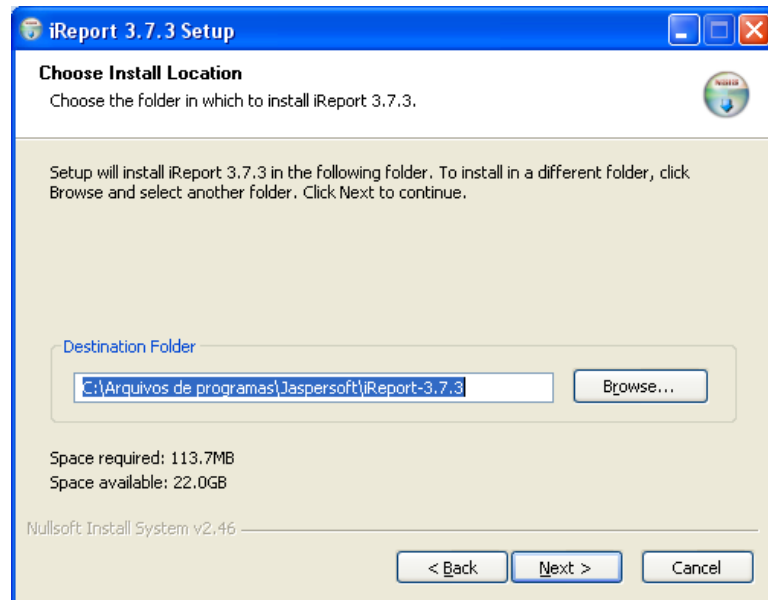 iReport 3.7.3 Setup
Choose Install Location
Choose the folder in which to install iReport 3.7.3.
Setup will install iReport 3.7.3 in the following folder. To install in a different folder, click
Browse and select another folder. Click Next to continue.
Destination Folder
C:\Arquivos de programas\Jaspersoft\iReport-3.7.3
Browse...
Space required: 113.7MB
Space available: 22.0GB
Nullsoft Install System v2.46
< Back
Next >
Cancel